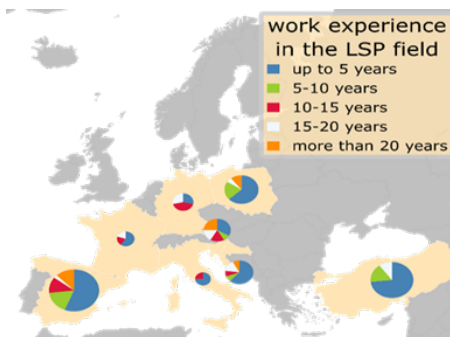 work experience
in the LSP field
up to 5 years
5-10 years
10-15 years
15-20 years
more than 20 years